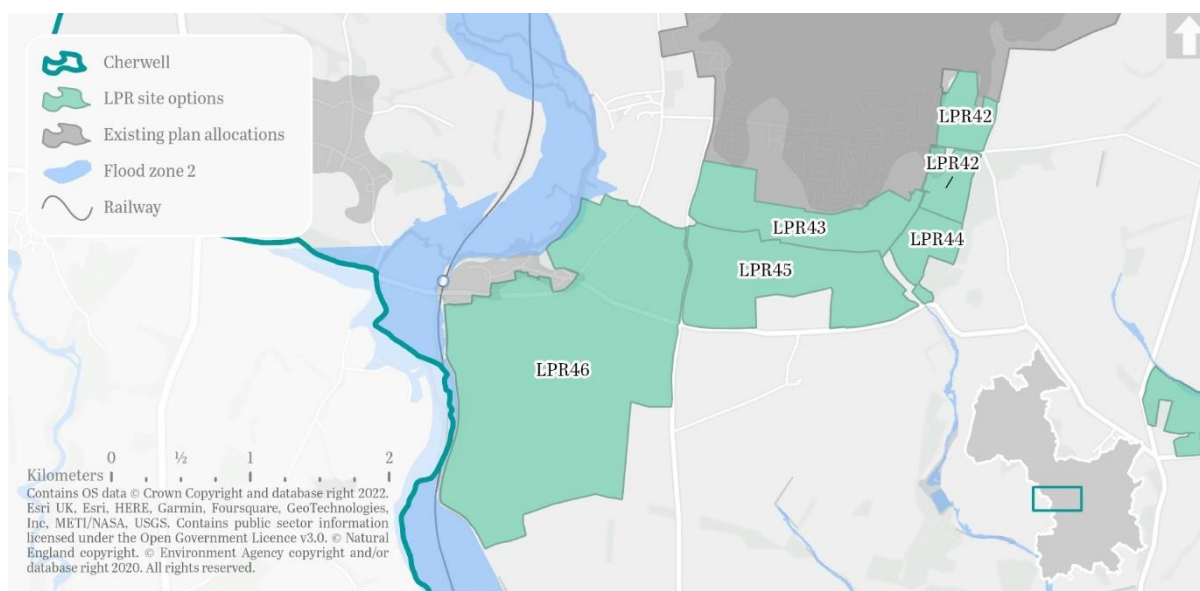 Cherwell
LPR site options
Existing plan allocations
Flood zone 2
Railway
LPR42
LPR42
LPR43
LPR44
LPR45
LPR46
0 ½ 1 2
Kilometers
Contains OS data © Crown Copyright and database right 2022.
Esri UK, Esri, HERE, Garmin, Foursquare, GeoTechnologies,
Inc, METI/NASA, USGS. Contains public sector information
licensed under the Open Government Licence v3.0. © Natural
England copyright. © Environment Agency copyright and/or
database right 2020. All rights reserved.